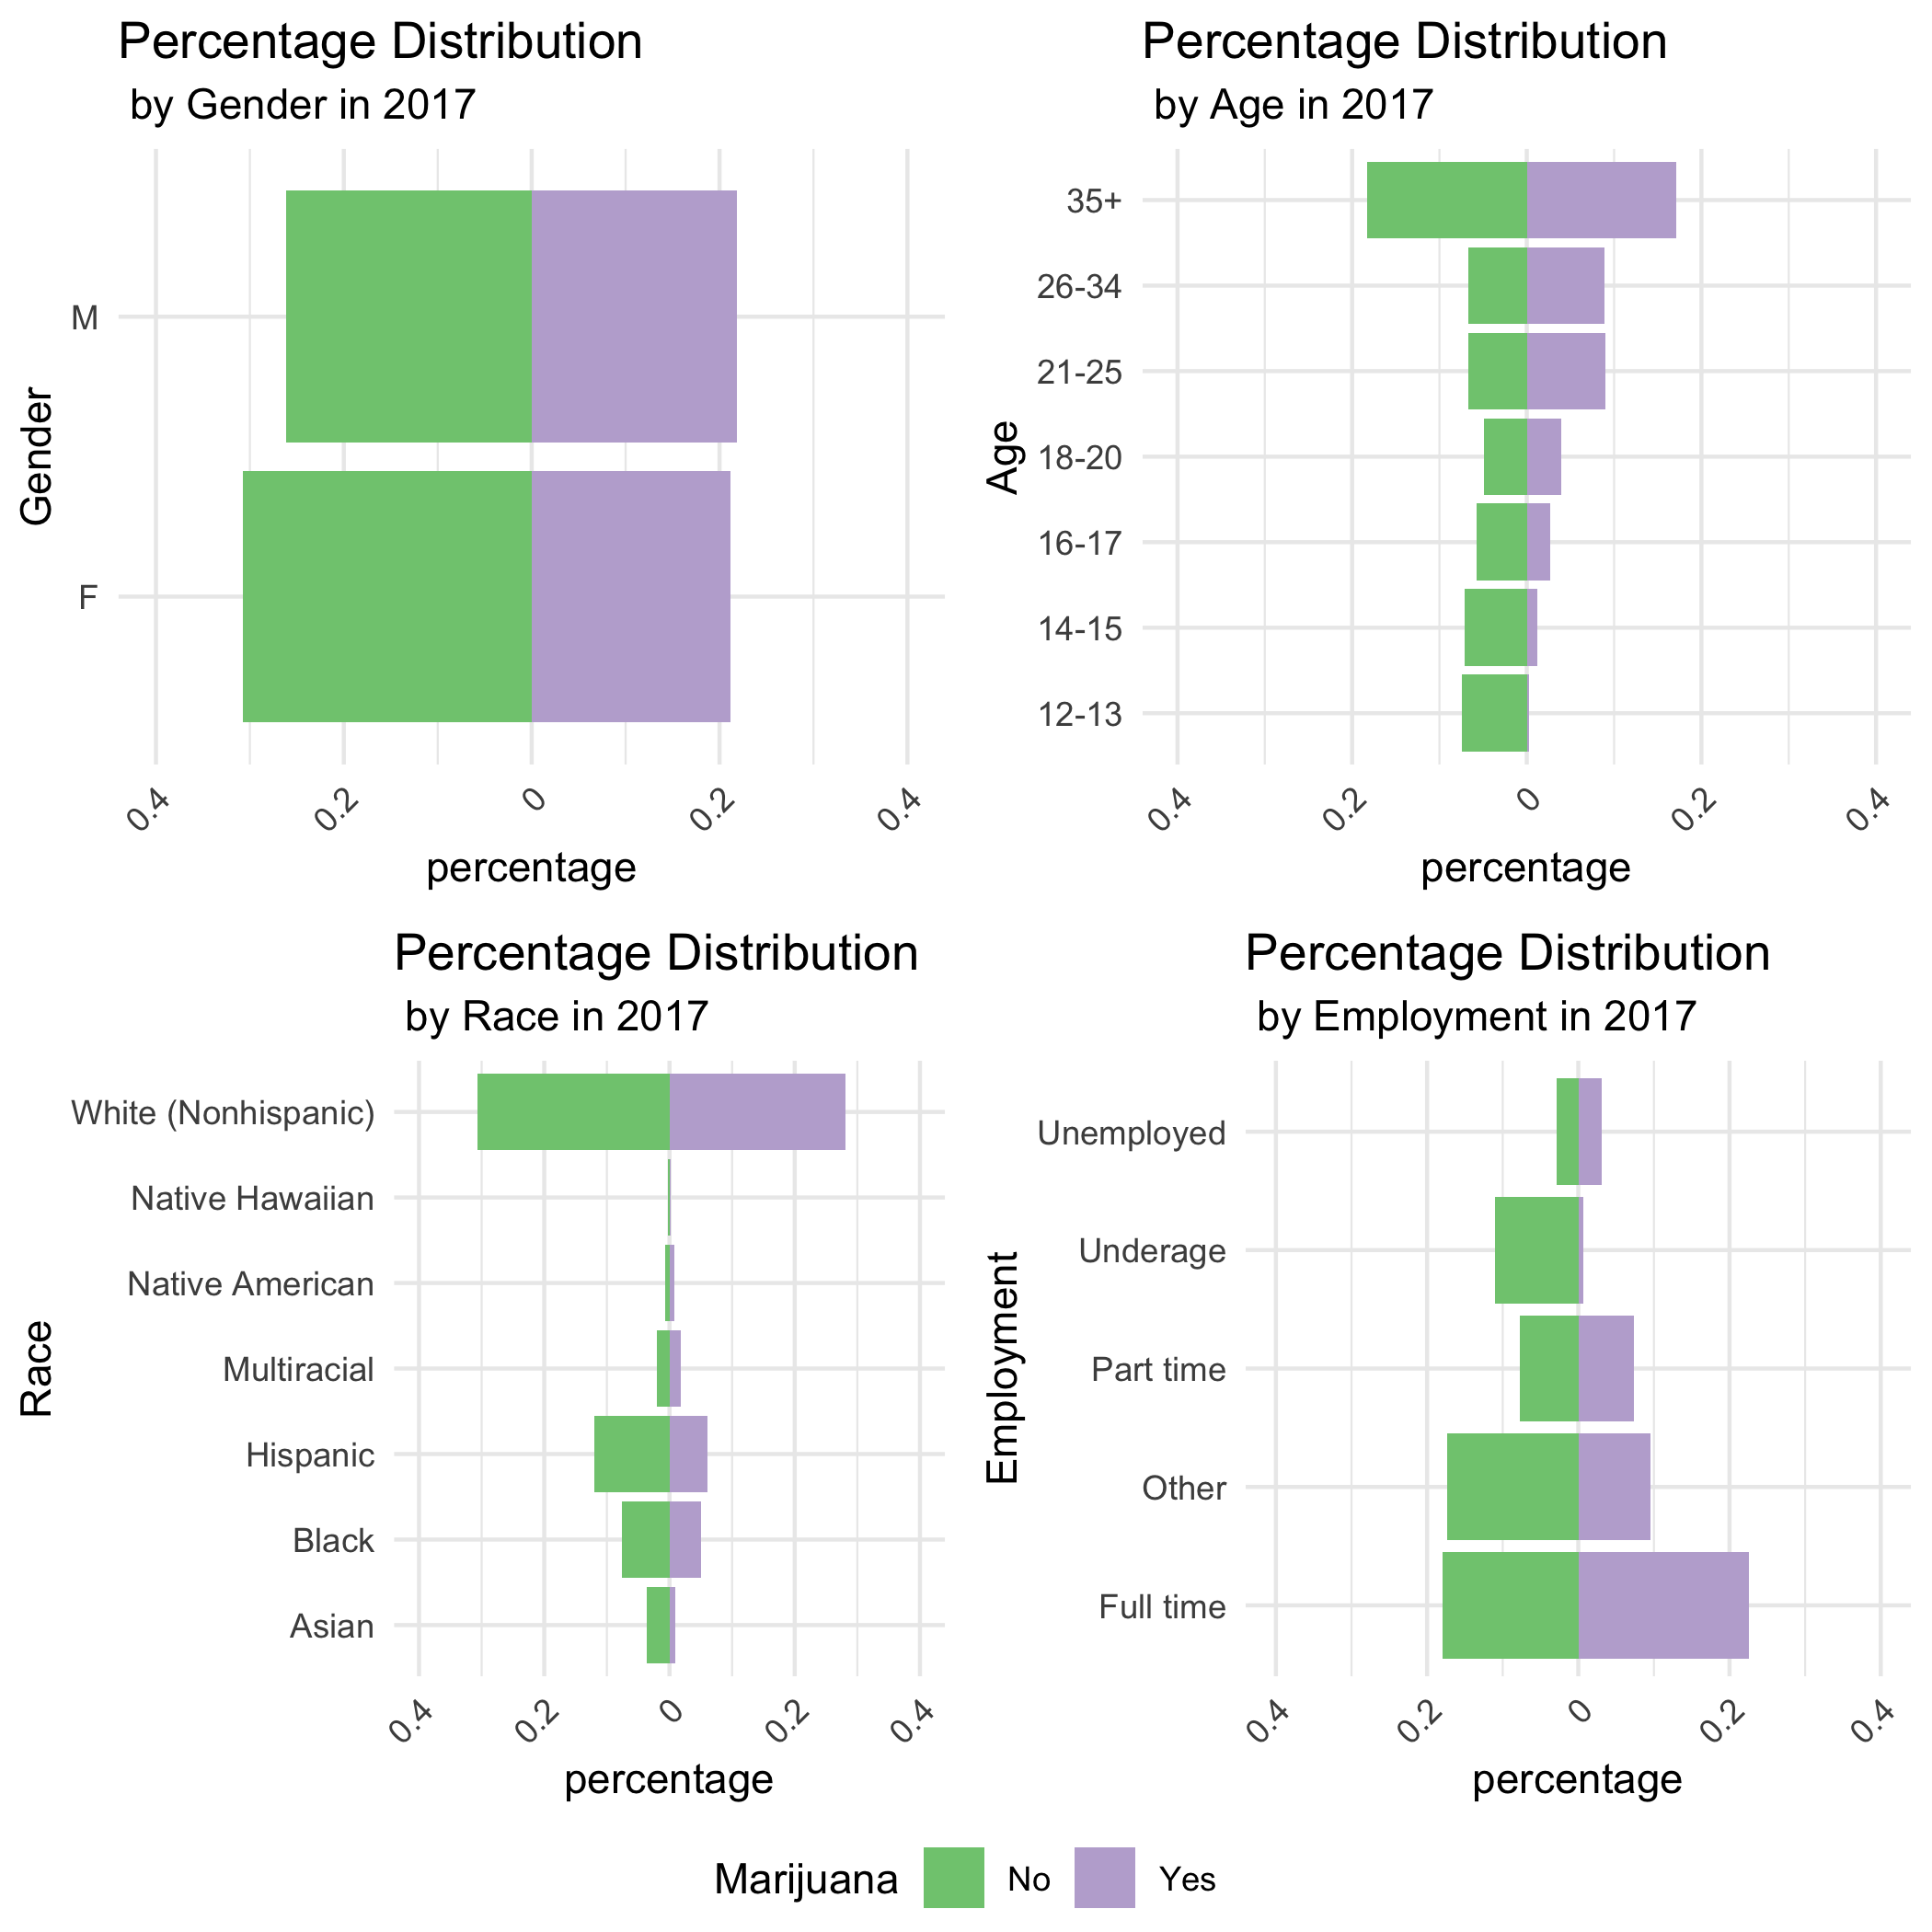 Percentage Distribution
by Gender in 2017
Gender
M
F
0.4
0.2
0
0.2
0.4
percentage
Percentage Distribution
by Age in 2017
Age
35+
26-34
21-25
18-20
16-17
14-15
12-13
0.4
0.2
0
0.2
0.4
percentage
Percentage Distribution
by Race in 2017
Race
White (Nonhispanic)
Native Hawaiian
Native American
Multiracial
Hispanic
Black
Asian
0.4
0.2
0
0.2
0.4
percentage
Percentage Distribution
by Employment in 2017
Employment
Unemployed
Underage
Part time
Other
Full time
0.4
0.2
0
0.2
0.4
percentage
Marijuana No Yes